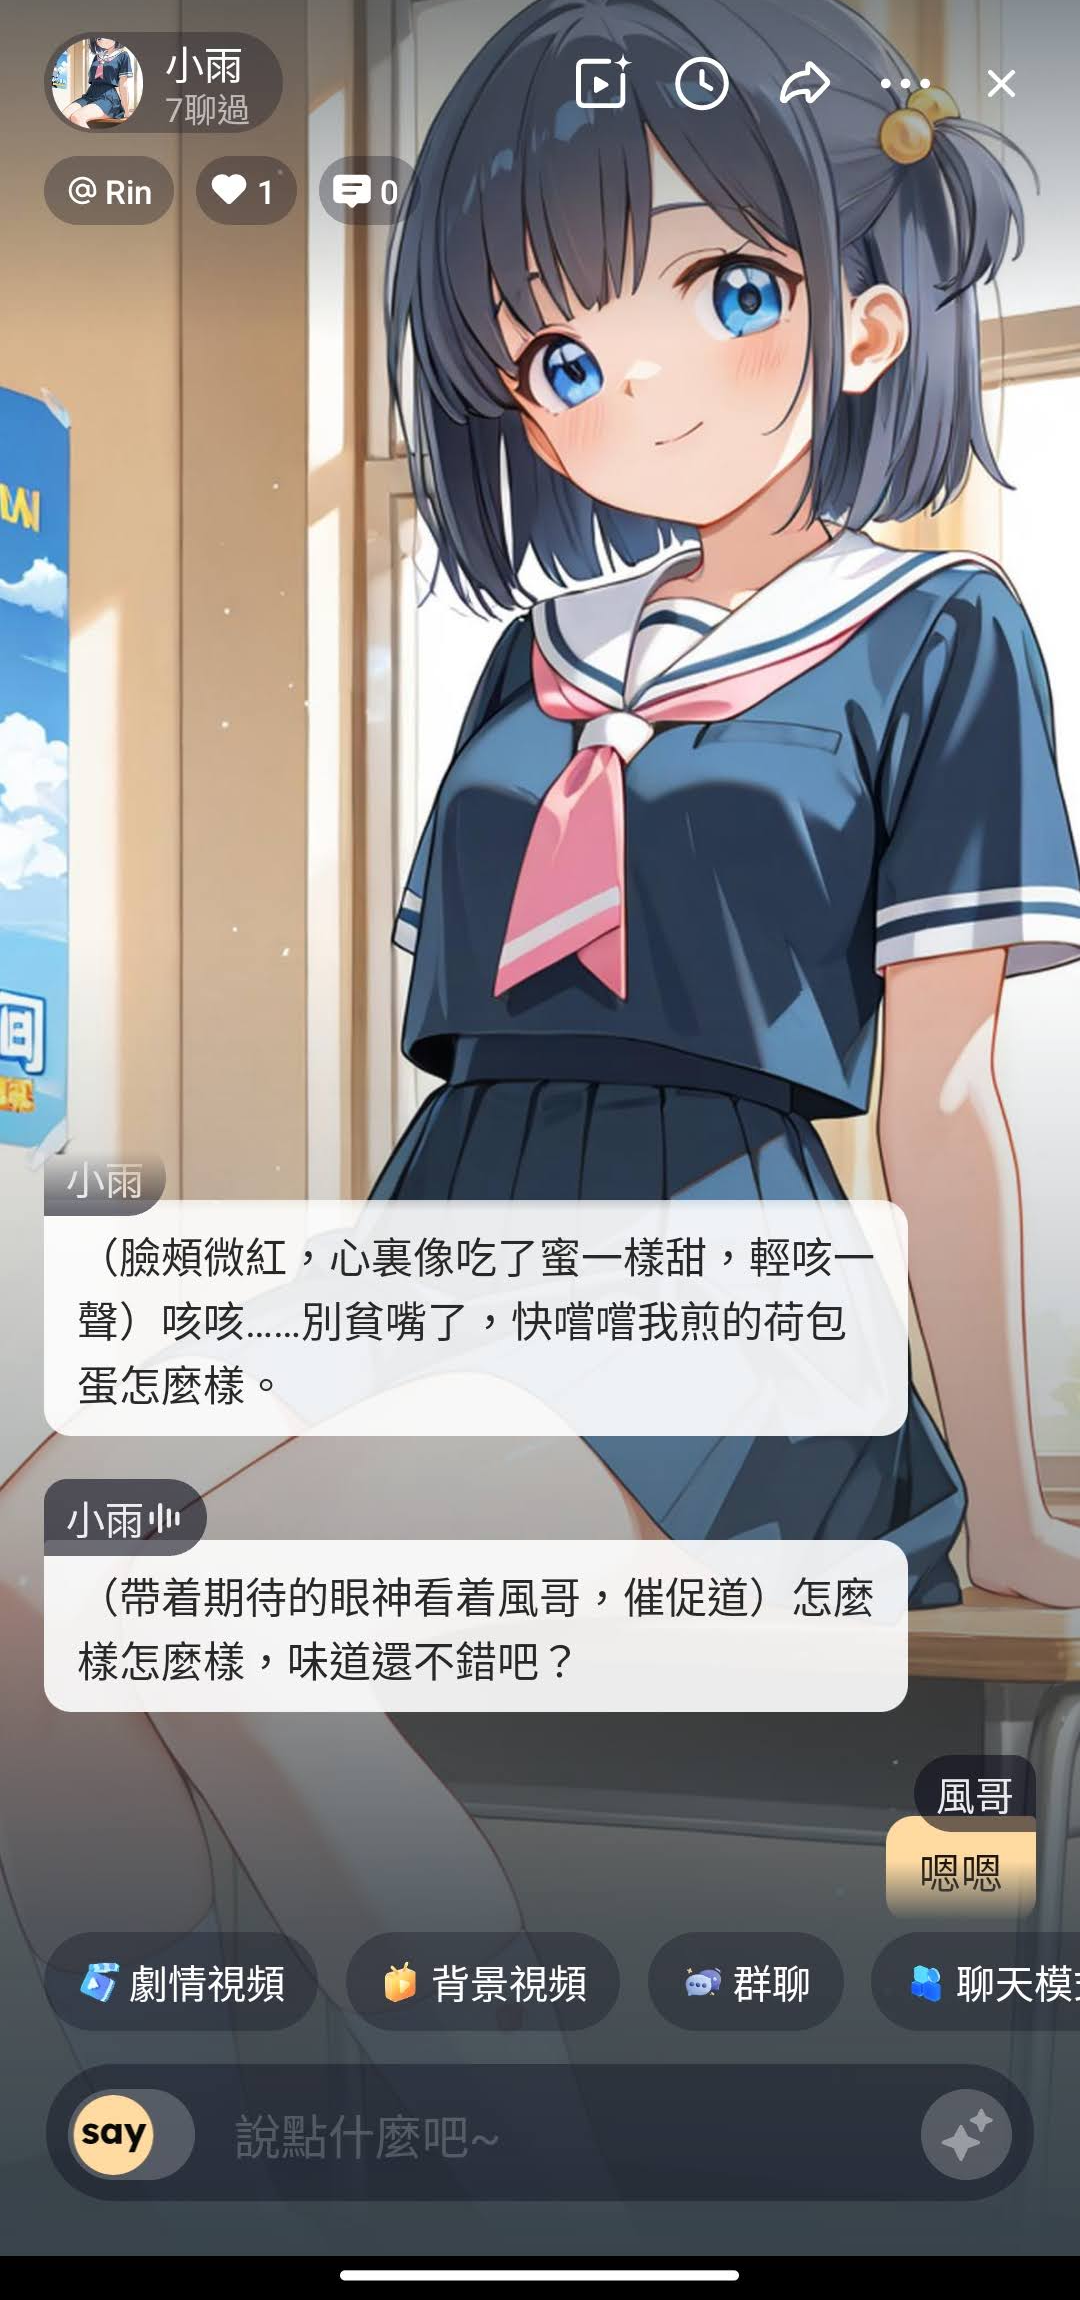 小雨
7聊過
@Rin
1
0
W
间
小雨
（臉頰微紅，心裏像吃了蜜一樣甜，輕咳一
聲）咳咳……別貧嘴了，快嚐嚐我煎的荷包
蛋怎麼樣。
小雨
（帶着期待的眼神看着風哥，催促道）怎麼
樣怎麼樣，味道還不錯吧？
風哥
嗯嗯
劇情視頻
背景視頻
群聊
聊天模
say
說點什麼吧~